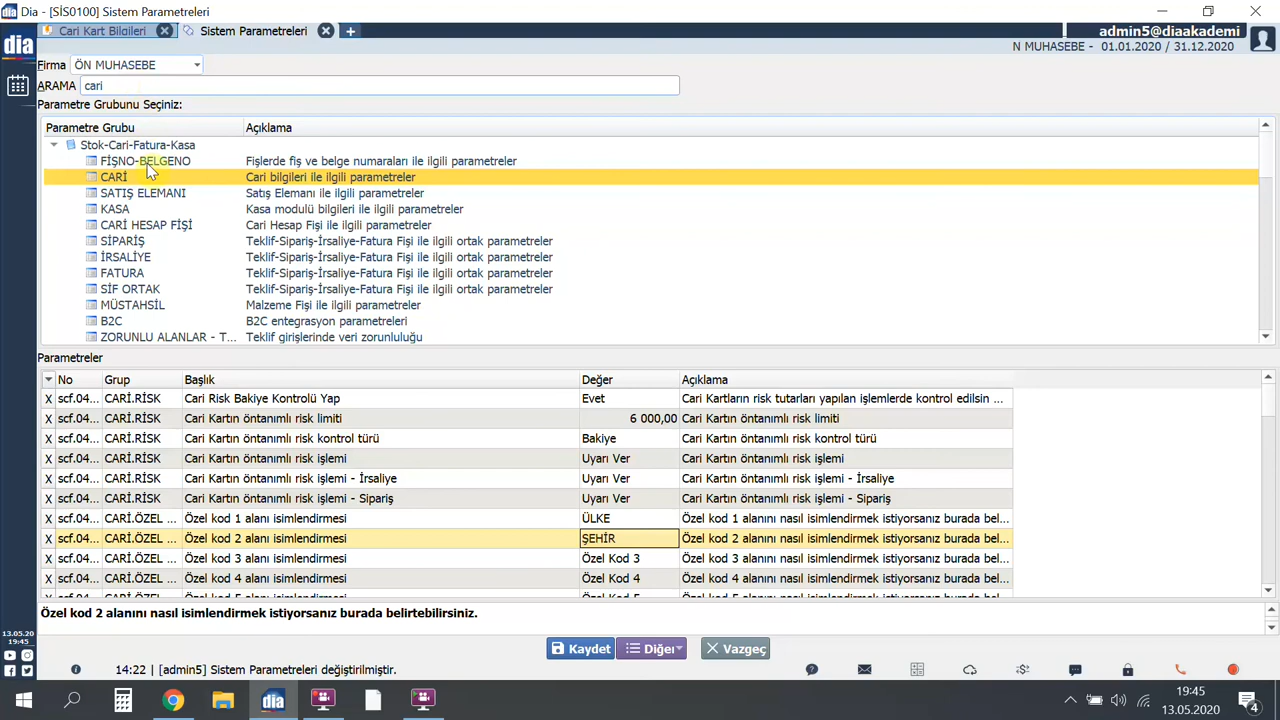 dia Dia - [SİS0100] Sistem Parametreleri
dia
Cari Kart Bilgileri
Sistem Parametreleri
admin5@diaakademi
N MUHASEBE - 01.01.2020 / 31.12.2020
Firma ÖN MUHASEBE
ARAMA cari
Parametre Grubunu Seçiniz:
Parametre Grubu Açıklama
Stok-Cari-Fatura-Kasa
FİŞNO-BELGENO Fişlerde fiş ve belge numaraları ile ilgili parametreler
CARİ Cari bilgileri ile ilgili parametreler
SATIŞ ELEMANI Satış Elemanı ile ilgili parametreler
KASA Kasa modulü bilgileri ile ilgili parametreler
CARİ HESAP FİŞİ Cari Hesap Fişi ile ilgili parametreler
SİPARİŞ Teklif-Sipariş-İrsaliye-Fatura Fişi ile ilgili ortak parametreler
İRSALİYE Teklif-Sipariş-İrsaliye-Fatura Fişi ile ilgili ortak parametreler
FATURA Teklif-Sipariş-İrsaliye-Fatura Fişi ile ilgili ortak parametreler
SİF ORTAK Teklif-Sipariş-İrsaliye-Fatura Fişi ile ilgili ortak parametreler
MÜSTAHSİL Malzeme Fişi ile ilgili parametreler
B2C B2C entegrasyon parametreleri
ZORUNLU ALANLAR - T... Teklif girişlerinde veri zorunluluğu
Parametreler
No Grup Başlık Değer Açıklama
X scf.04... CARİ.RİSK Cari Risk Bakiye Kontrolü Yap Evet Cari Kartların risk tutarları yapılan işlemlerde kontrol edilsin ...
X scf.04... CARİ.RİSK Cari Kartın öntanımlı risk limiti 6 000,00 Cari Kartın öntanımlı risk limiti
X scf.04... CARİ.RİSK Cari Kartın öntanımlı risk kontrol türü Bakiye Cari Kartın öntanımlı risk kontrol türü
X scf.04... CARİ.RİSK Cari Kartın öntanımlı risk işlemi Uyarı Ver Cari Kartın öntanımlı risk işlemi
X scf.04... CARİ.RİSK Cari Kartın öntanımlı risk işlemi - İrsaliye Uyarı Ver Cari Kartın öntanımlı risk işlemi - İrsaliye
X scf.04... CARİ.RİSK Cari Kartın öntanımlı risk işlemi - Sipariş Uyarı Ver Cari Kartın öntanımlı risk işlemi - Sipariş
X scf.04... CARİ.ÖZEL ... Özel kod 1 alanı isimlendirmesi ÜLKE Özel kod 1 alanını nasıl isimlendirmek istiyorsanız burada bel...
X scf.04... CARİ.ÖZEL ... Özel kod 2 alanı isimlendirmesi ŞEHİR Özel kod 2 alanını nasıl isimlendirmek istiyorsanız burada bel...
X scf.04... CARİ.ÖZEL ... Özel kod 3 alanı isimlendirmesi Özel Kod 3 Özel kod 3 alanını nasıl isimlendirmek istiyorsanız burada bel...
X scf.04... CARİ.ÖZEL ... Özel kod 4 alanı isimlendirmesi Özel Kod 4 Özel kod 4 alanını nasıl isimlendirmek istiyorsanız burada bel...
Özel kod 2 alanını nasıl isimlendirmek istiyorsanız burada belirtebilirsiniz.
13.05.20
19:45
Kaydet Diğer Vazgeç
14:22 | [admin5] Sistem Parametreleri değiştirilmiştir.
dia
19:45
13.05.2020
4